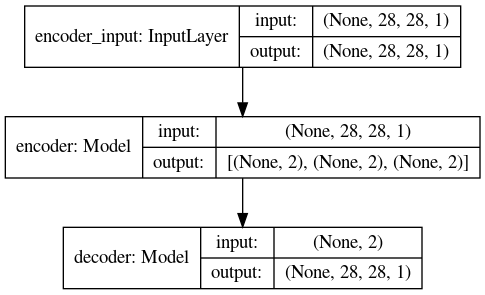 encoder_input: InputLayer
input:
(None, 28, 28, 1)
output:
(None, 28, 28, 1)
encoder: Model
input:
(None, 28, 28, 1)
output:
[(None, 2), (None, 2), (None, 2)]
decoder: Model
input:
(None, 2)
output:
(None, 28, 28, 1)